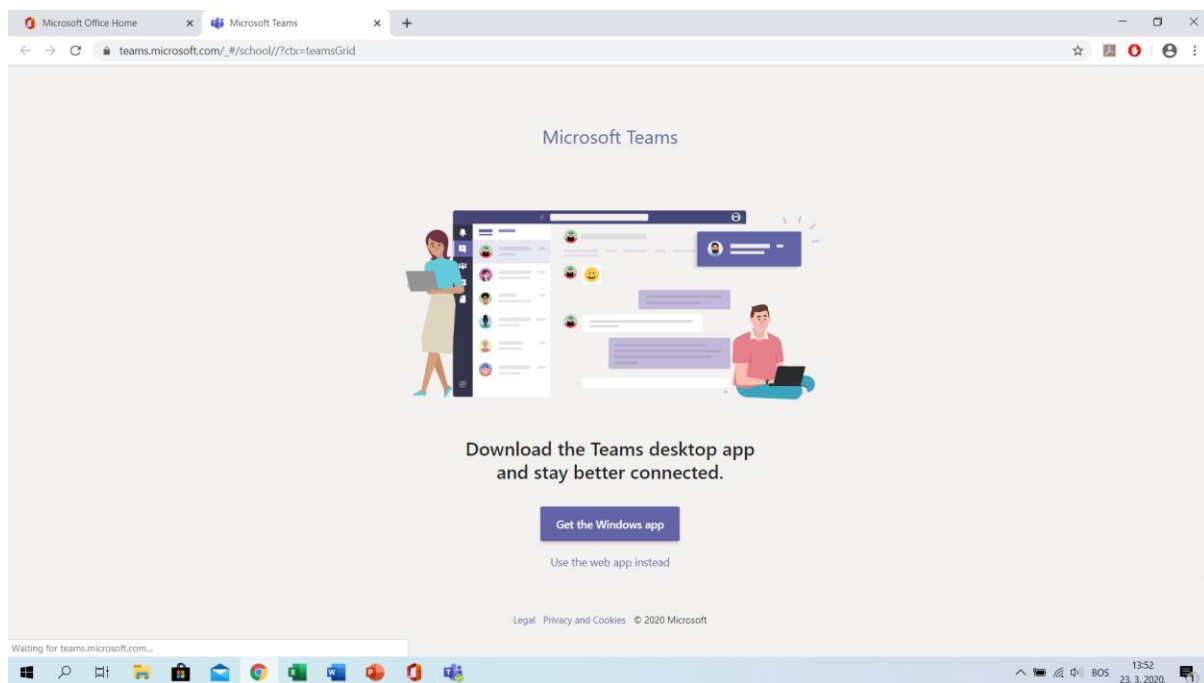 Microsoft Office Home
Microsoft Teams
teams.microsoft.com/_#/school//?ctx=teamsGrid
Microsoft Teams
Download the Teams desktop app
and stay better connected.
Get the Windows app
Use the web app instead
Legal Privacy and Cookies © 2020 Microsoft
Waiting for teams.microsoft.com...
BOS
13:52
23. 3. 2020.